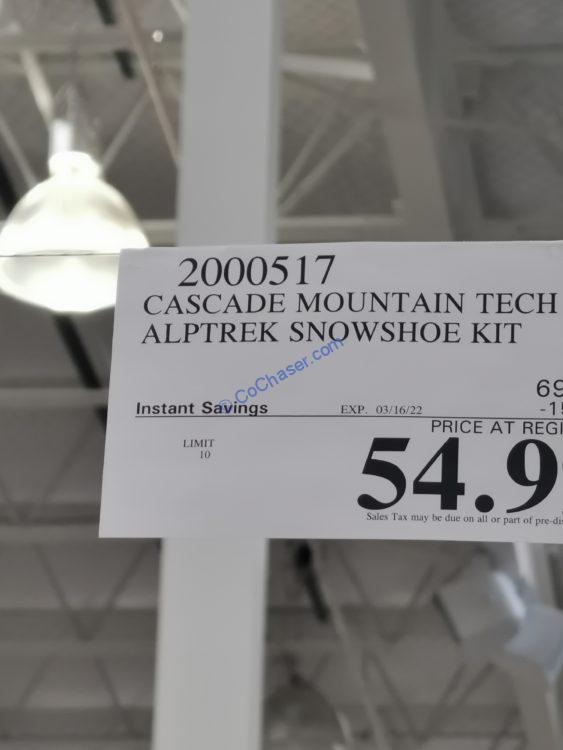 2000517
CASCADE MOUNTAIN TECH
ALPTREK SNOWSHOE KIT
© CoChaser.com
69
Instant Savings EXP. 03/16/22 -15
PRICE AT REGI
LIMIT
10
54.9
Sales Tax may be due on all or part of pre-dis